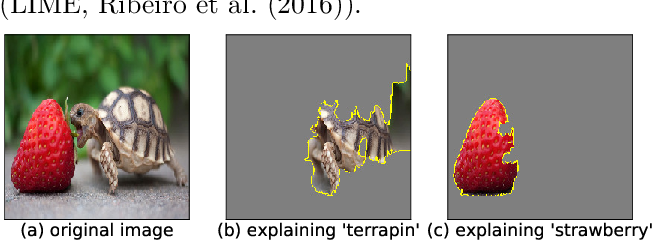 (LIME, Ribeiro et al. (2016)).
(a) original image (b) explaining 'terrapin' (c) explaining 'strawberry'